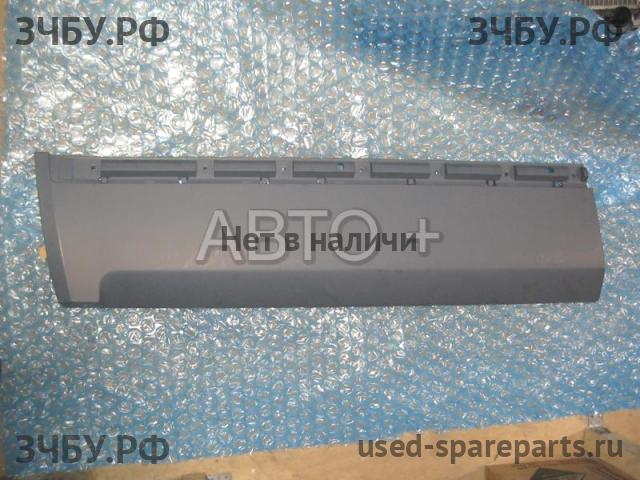 ЗЧБУ.РФ ЗЧБУ.РФ
АВТО +
Нет в наличи
ЗЧБУ.РФ used-spareparts.ru